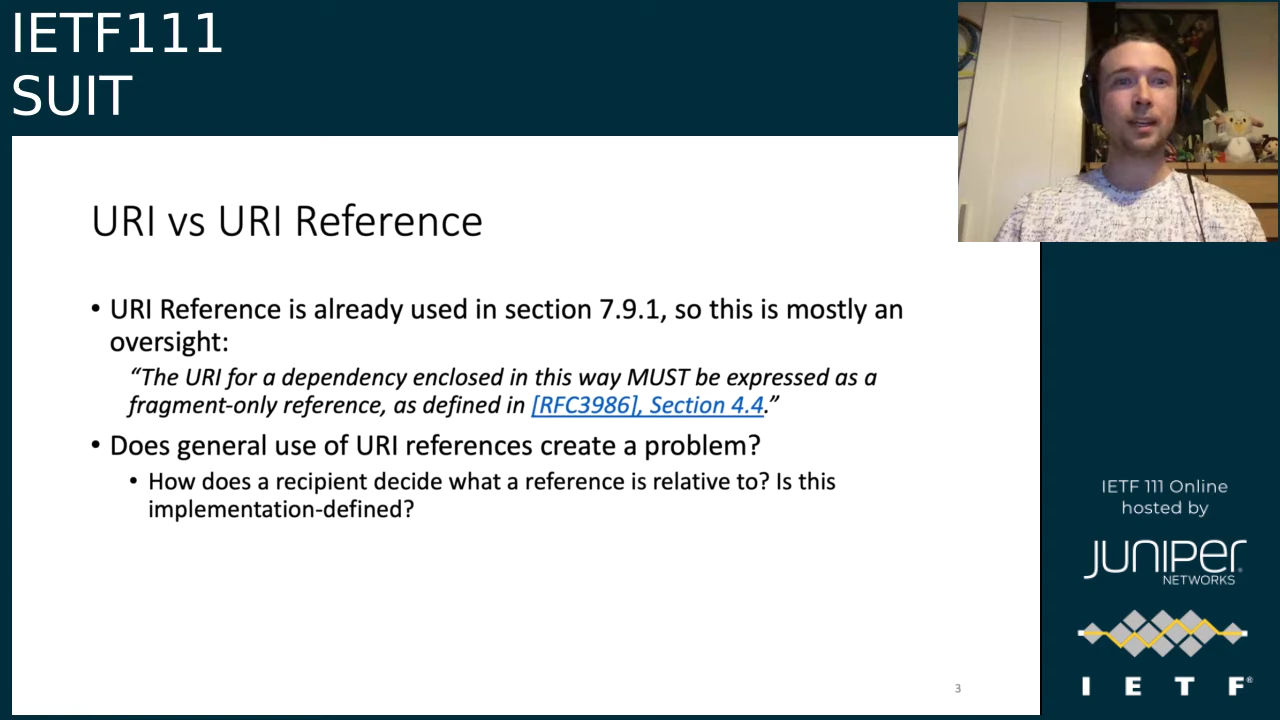 IETF111
SUIT
URI vs URI Reference
• URI Reference is already used in section 7.9.1, so this is mostly an
oversight:
“The URI for a dependency enclosed in this way MUST be expressed as a
fragment-only reference, as defined in [RFC3986], Section 4.4.”
• Does general use of URI references create a problem?
• How does a recipient decide what a reference is relative to? Is this
implementation-defined?
3
IETF 111 Online
hosted by
JUNIPER
NETWORKS
I E T F®